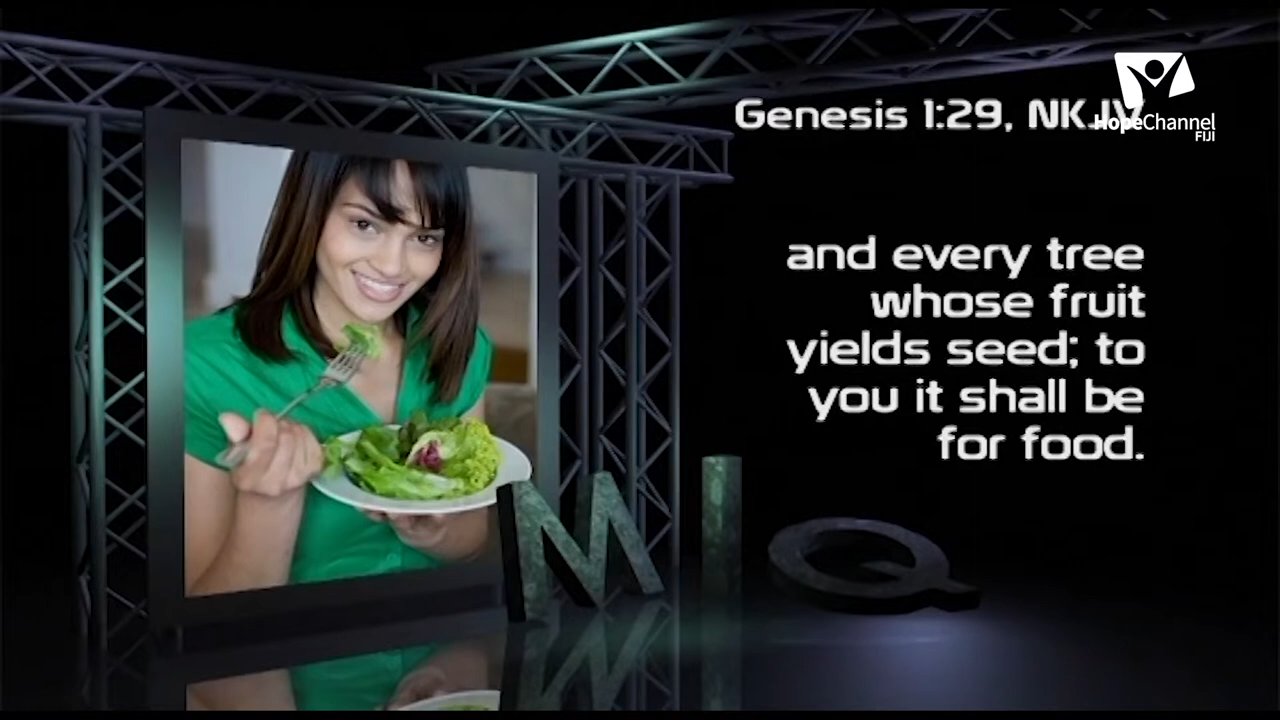 Genesis 1:29, NKJV
HopeChannel
FIJI
and every tree
whose fruit
yields seed; to
you it shall be
for food.
MIQ